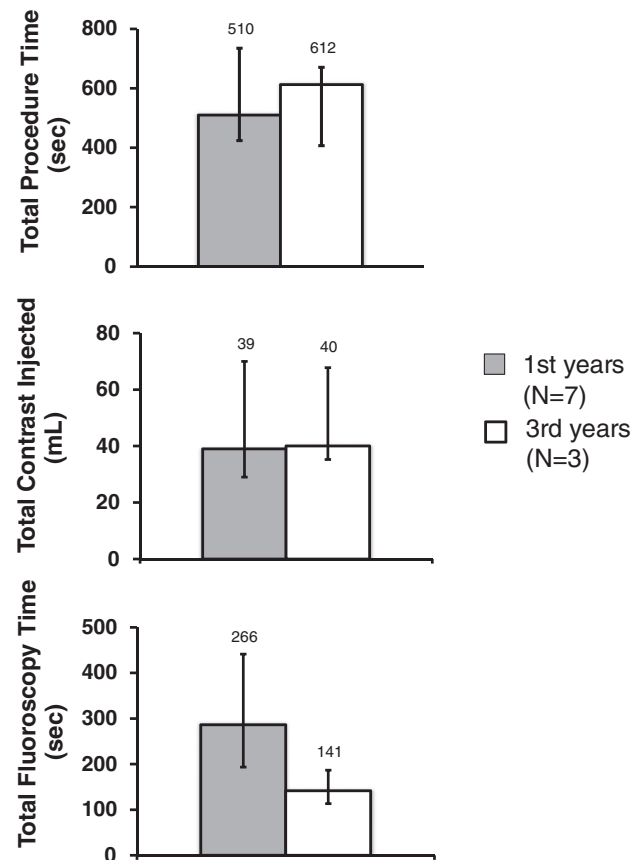 Total Procedure Time
(sec)
800
600
400
200
0
510
612
Total Contrast Injected
(mL)
80
60
40
20
0
39
40
1st years
(N=7)
3rd years
(N=3)
Total Fluoroscopy Time
(sec)
500
400
300
200
100
0
266
141